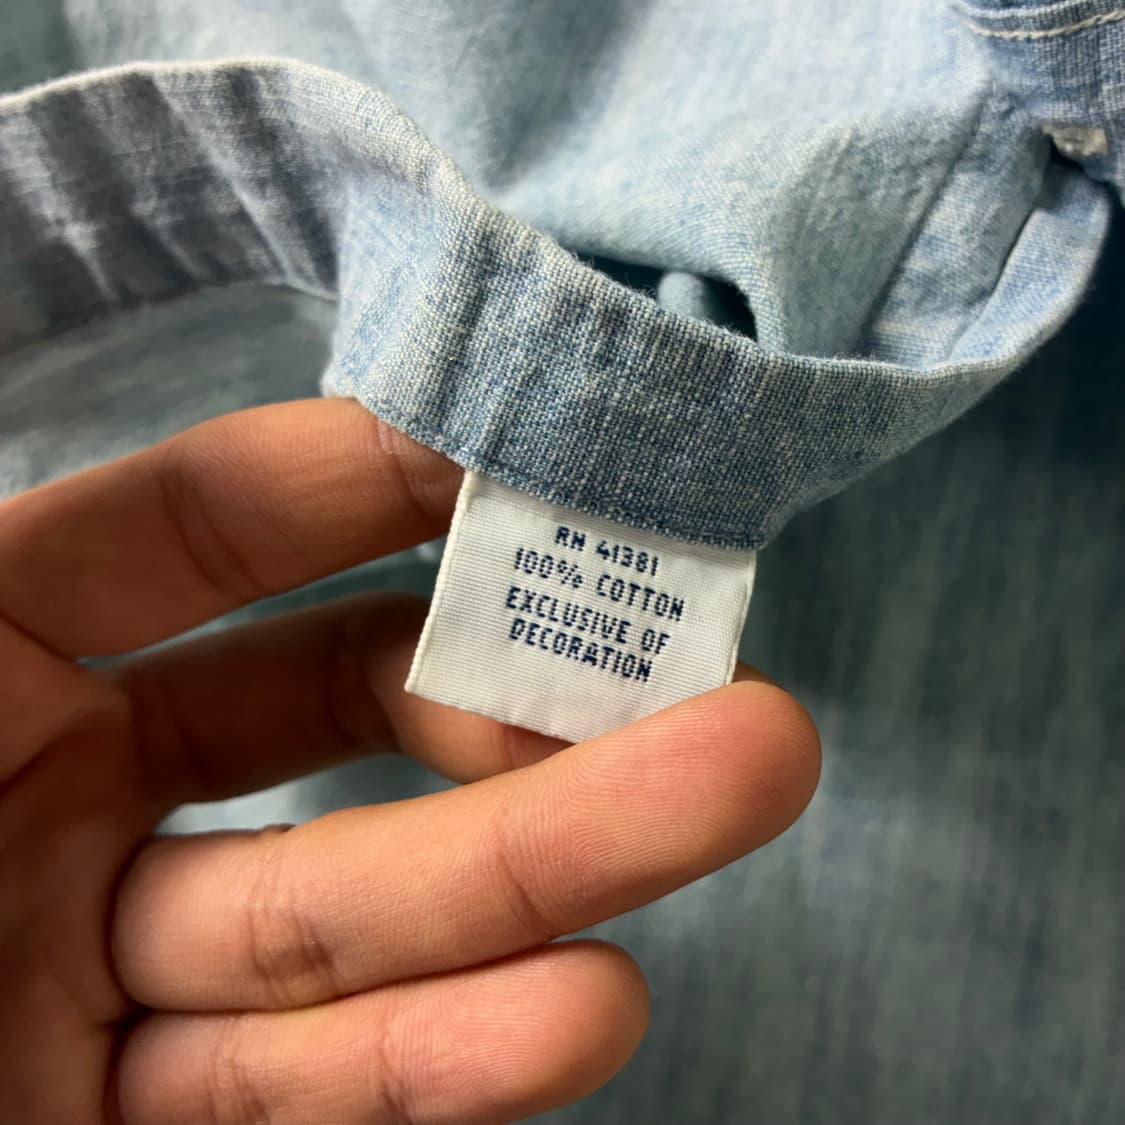 RN 41381
100% COTTON
EXCLUSIVE OF
DECORATION